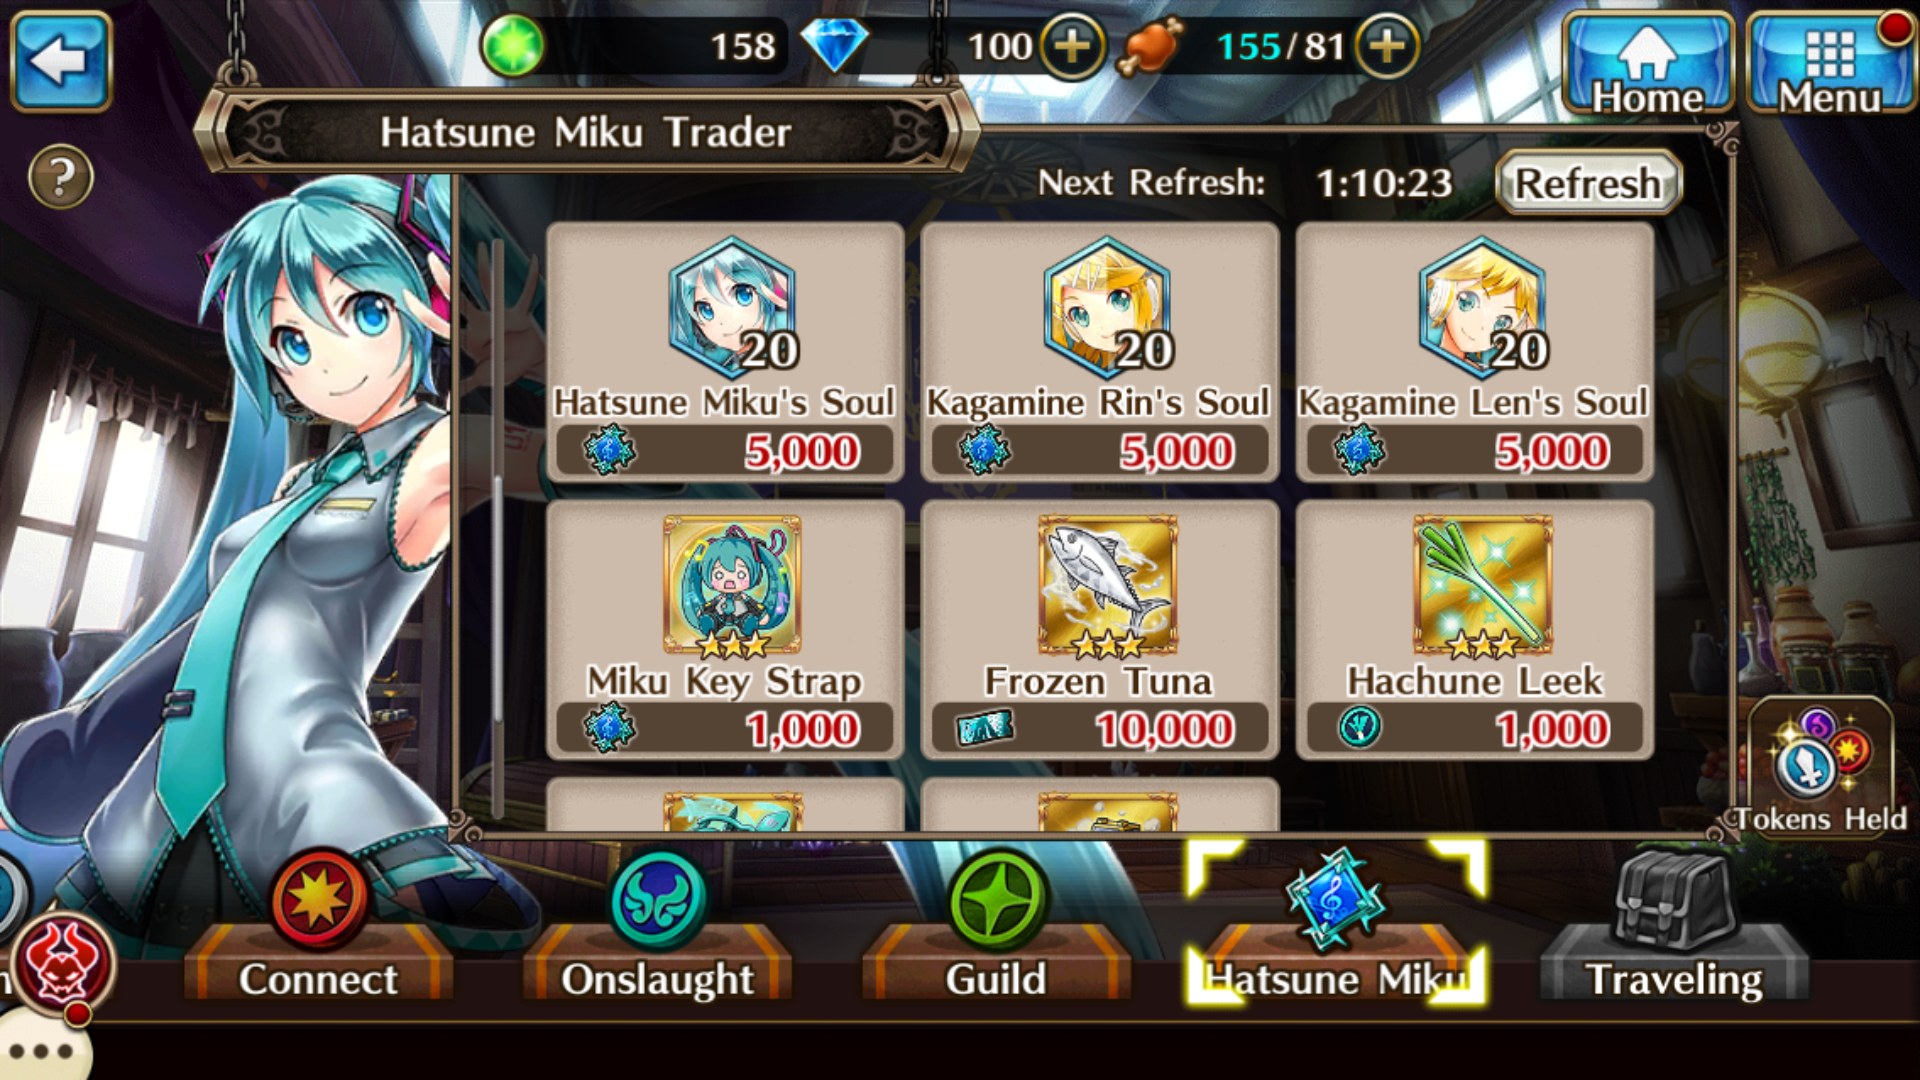 158
100
155/81
Home
Menu
Hatsune Miku Trader
?
Next Refresh: 1:10:23
Refresh
20
20
20
Hatsune Miku's Soul
Kagamine Rin's Soul
Kagamine Len's Soul
5,000
5,000
5,000
Miku Key Strap
Frozen Tuna
Hachune Leek
1,000
10,000
1,000
Tokens Held
Connect
Onslaught
Guild
Hatsune Miku
Traveling